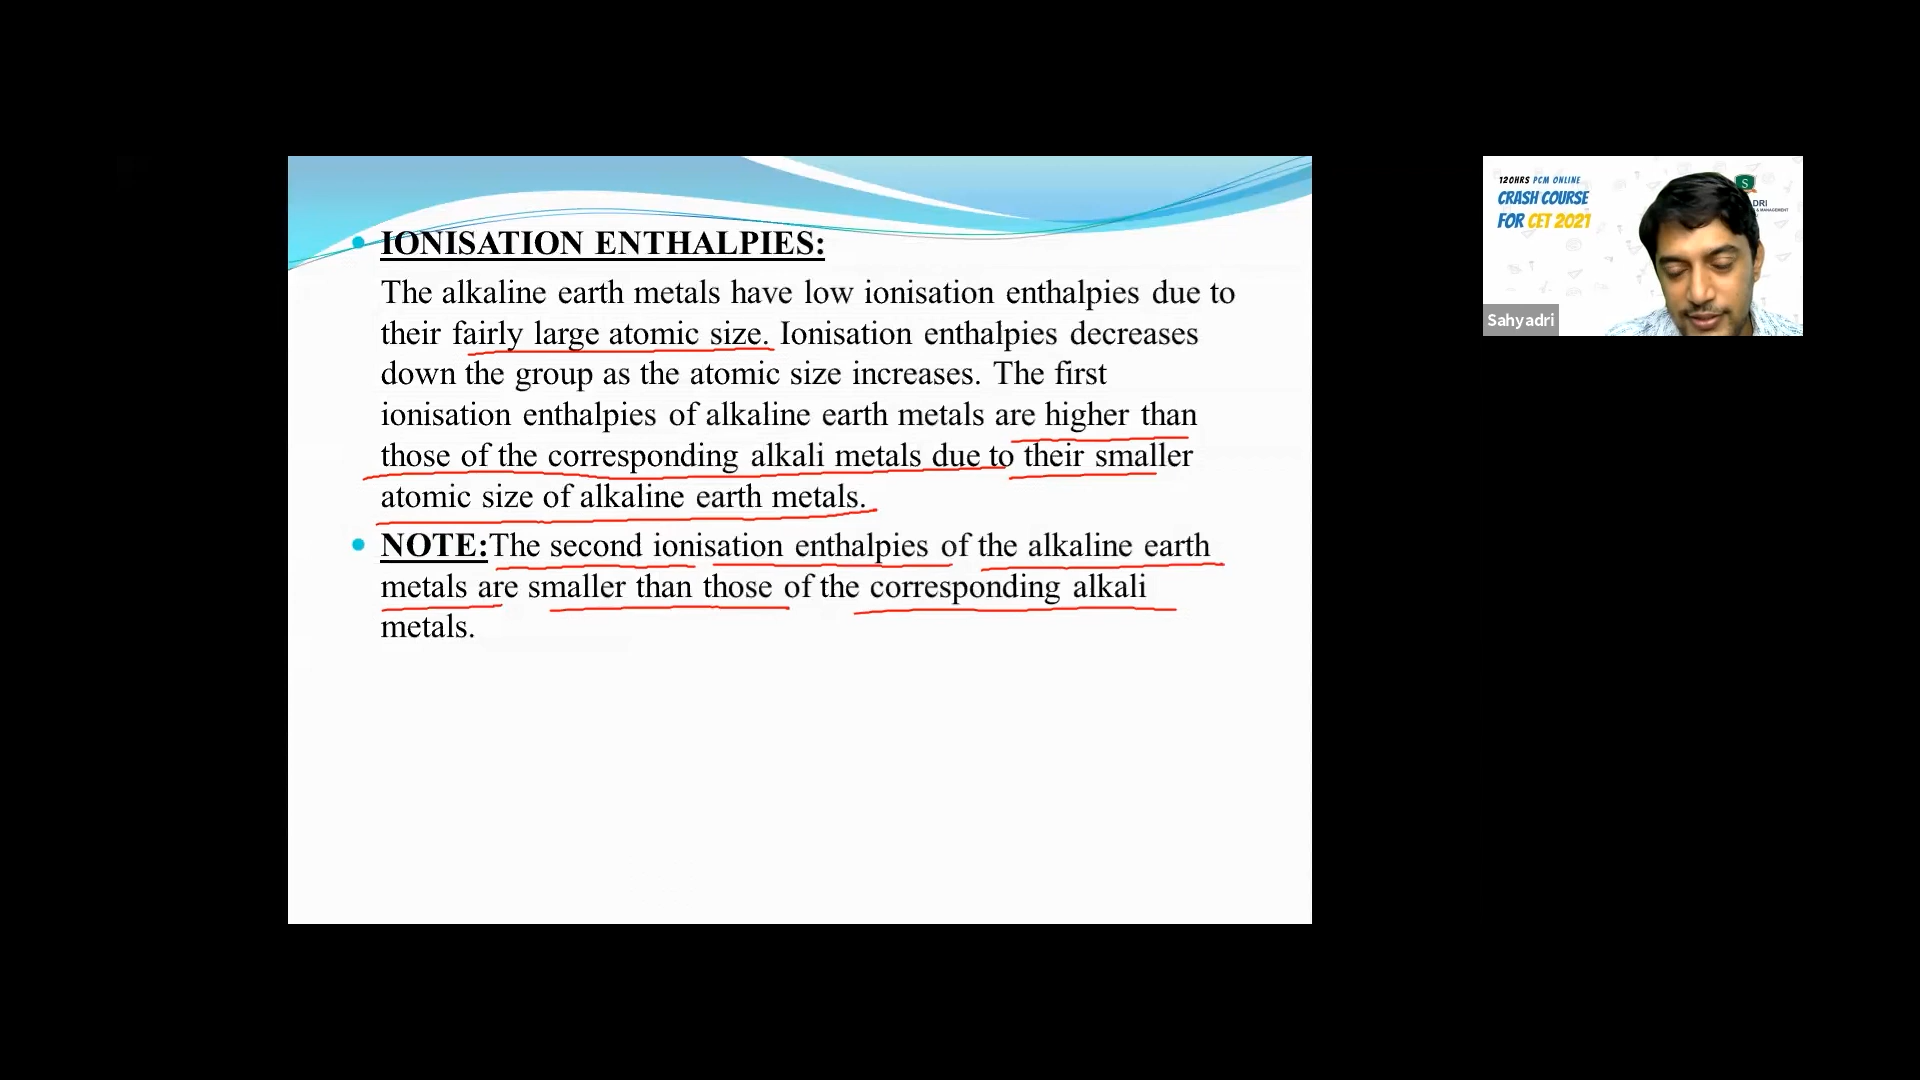 IONISATION ENTHALPIES:
The alkaline earth metals have low ionisation enthalpies due to
their fairly large atomic size. Ionisation enthalpies decreases
down the group as the atomic size increases. The first
ionisation enthalpies of alkaline earth metals are higher than
those of the corresponding alkali metals due to their smaller
atomic size of alkaline earth metals.
NOTE:The second ionisation enthalpies of the alkaline earth
metals are smaller than those of the corresponding alkali
metals.
120HRS PCM ONLINE
CRASH COURSE
FOR CET 2021
S
DRI
& MANAGEMENT
Sahyadri